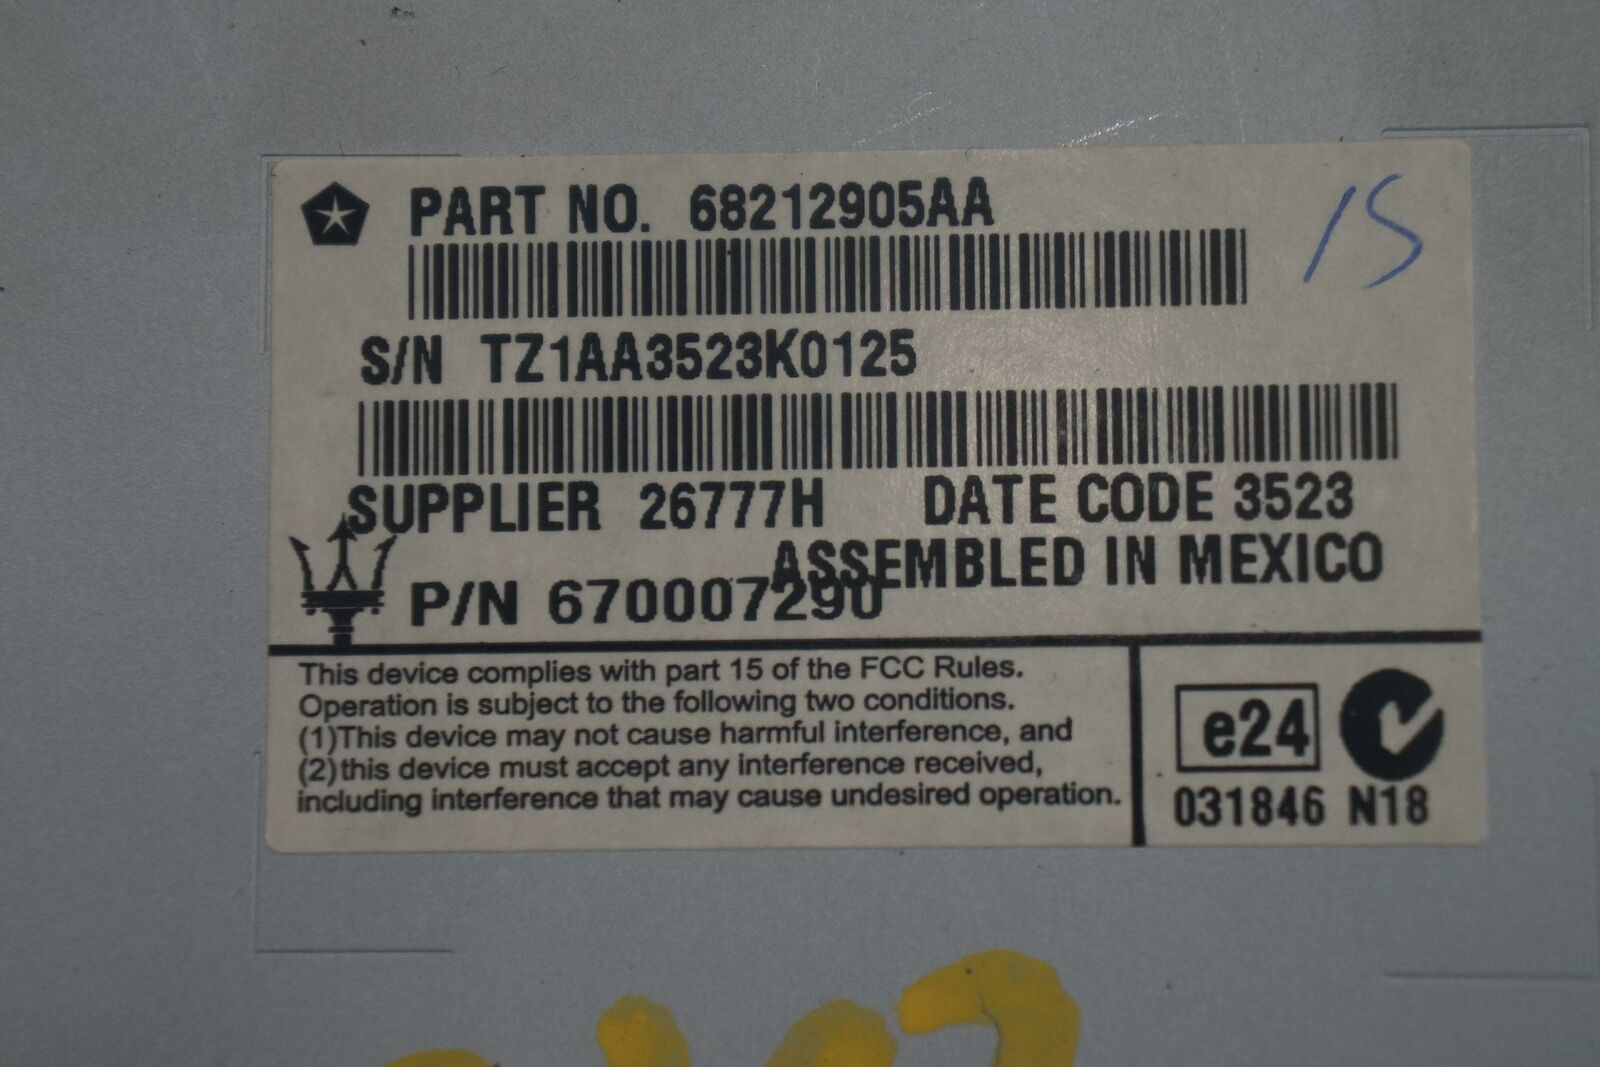 PART NO. 68212905AA
15
S/N TZ1AA3523K0125
SUPPLIER 26777H DATE CODE 3523
ASSEMBLED IN MEXICO
P/N 670007290
This device complies with part 15 of the FCC Rules.
Operation is subject to the following two conditions.
(1)This device may not cause harmful interference, and
(2)this device must accept any interference received,
including interference that may cause undesired operation.
e24
031846 N18